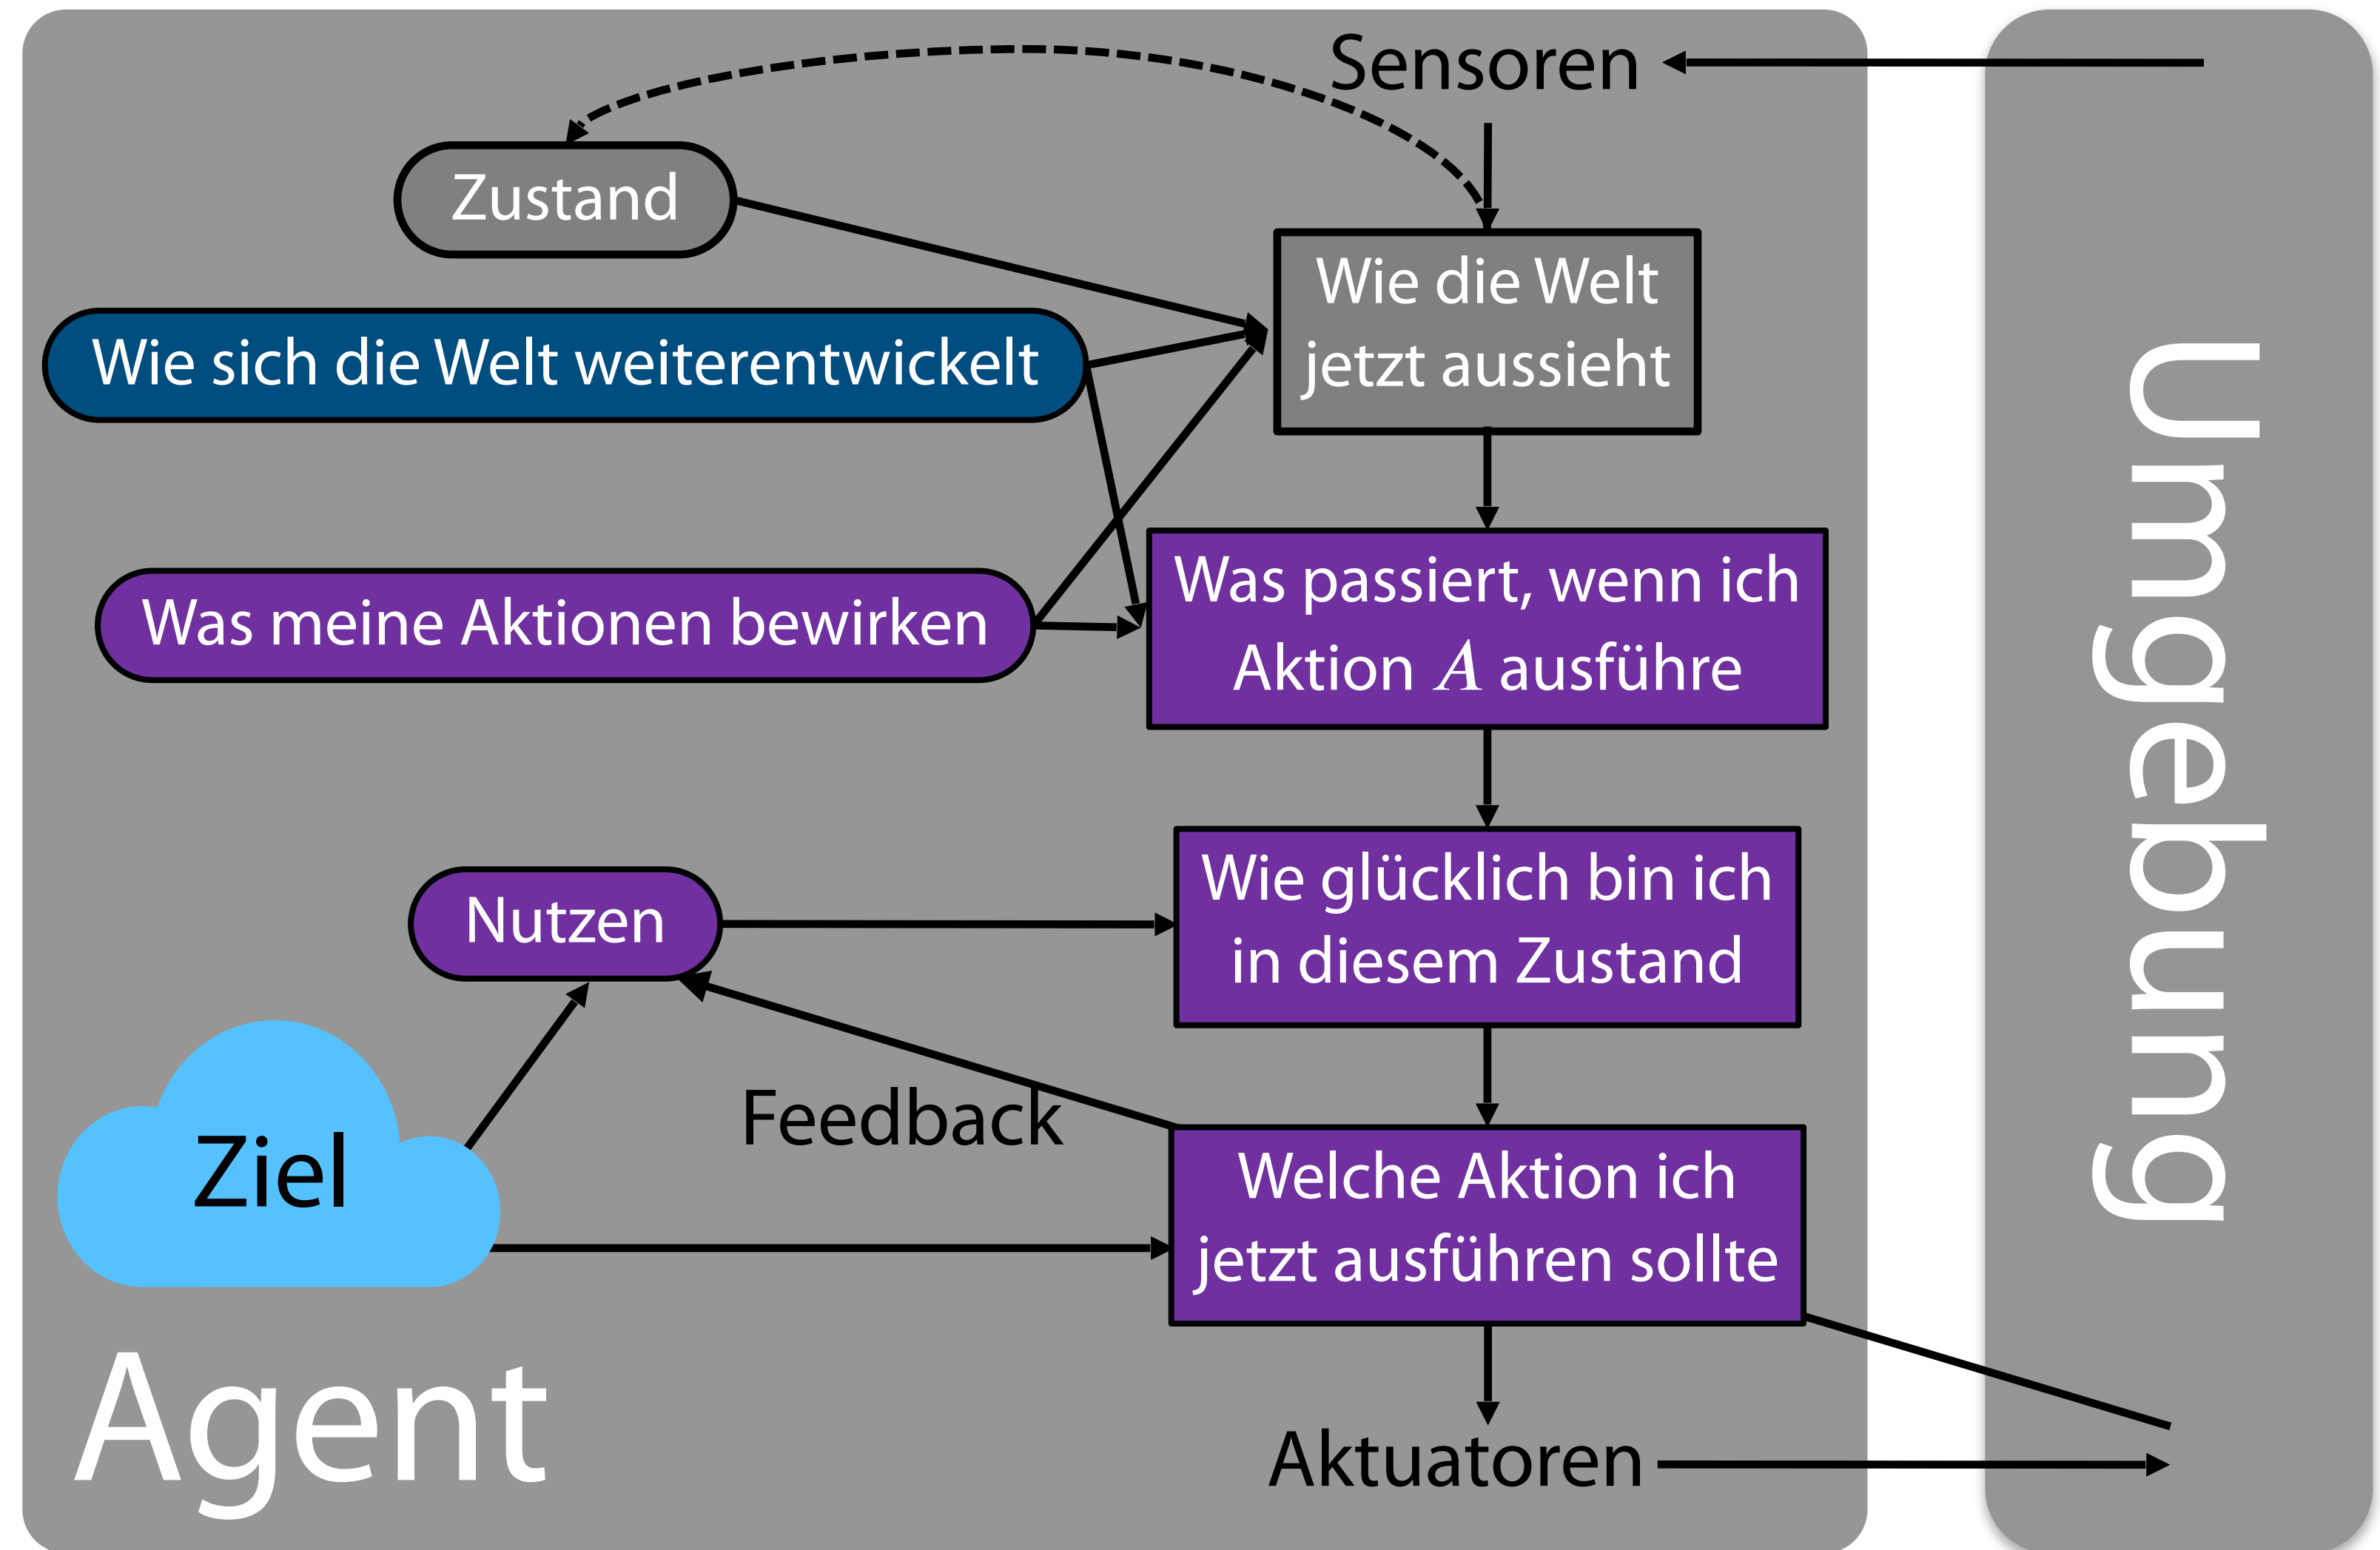 Sensoren
Zustand
Wie die Welt
jetzt aussieht
Wie sich die Welt weiterentwickelt
Was meine Aktionen bewirken
Was passiert, wenn ich
Aktion A ausführe
Nutzen
Wie glücklich bin ich
in diesem Zustand
Feedback
Ziel
Welche Aktion ich
jetzt ausführen sollte
Agent
Aktuatoren
Umgebung